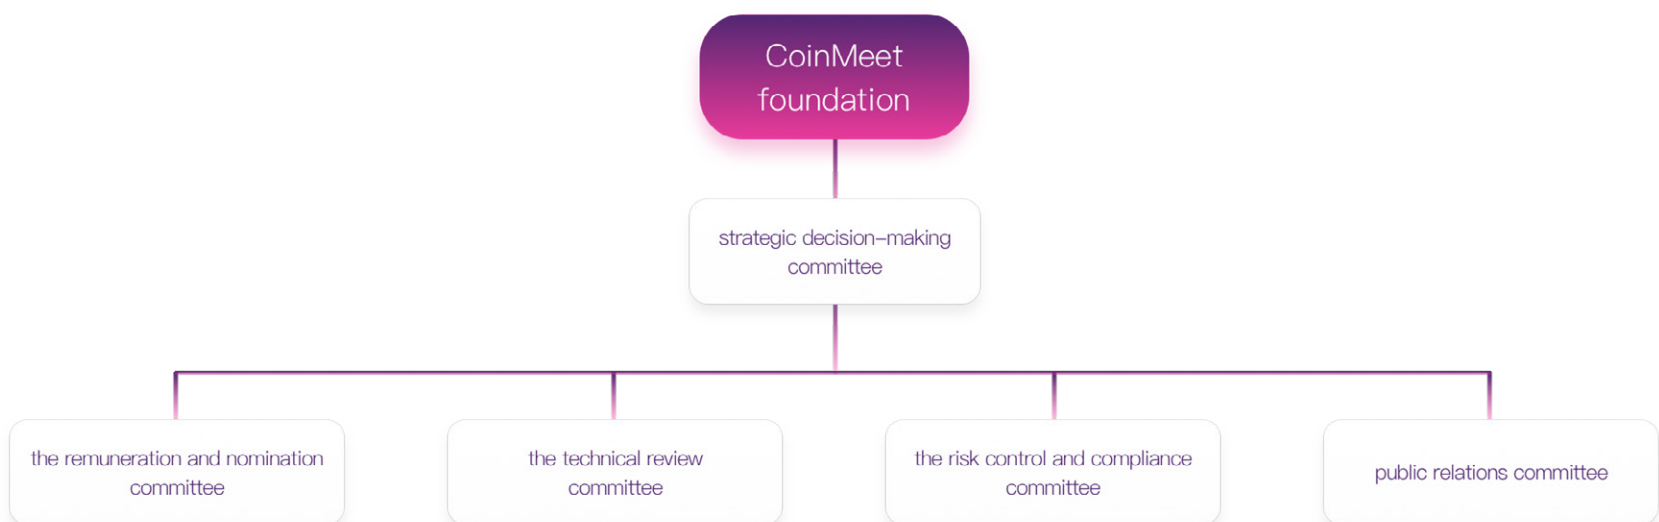 CoinMeet
foundation
strategic decision-making
committee
the remuneration and nomination
committee
the technical review
committee
the risk control and compliance
committee
public relations committee